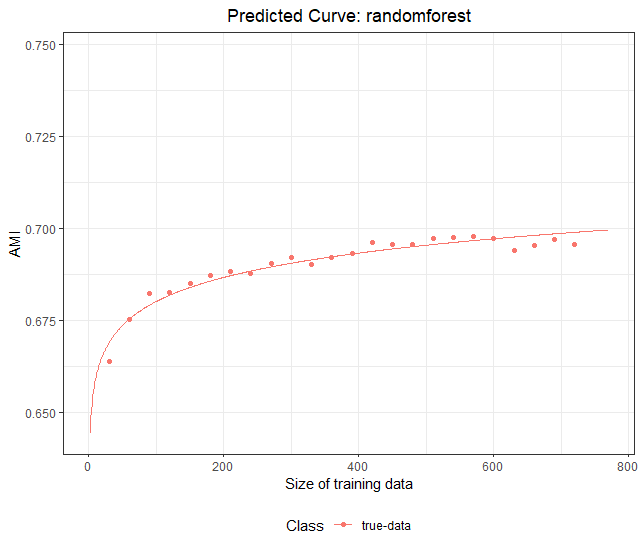 Predicted Curve: randomforest
0.750
0.725
0.700
0.675
0.650
AMI
0 200 400 600 800
Size of training data
Class true-data